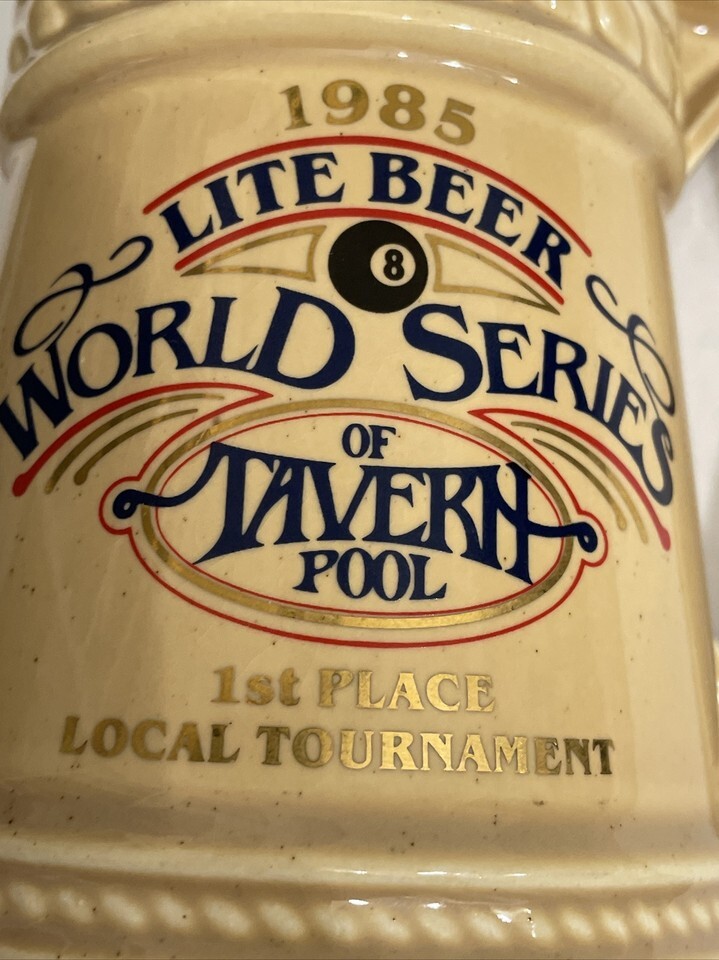 1985
LITE BEER
8
WORLD SERIES
OF
TAVERN
POOL
1st PLACE
LOCAL TOURNAMENT